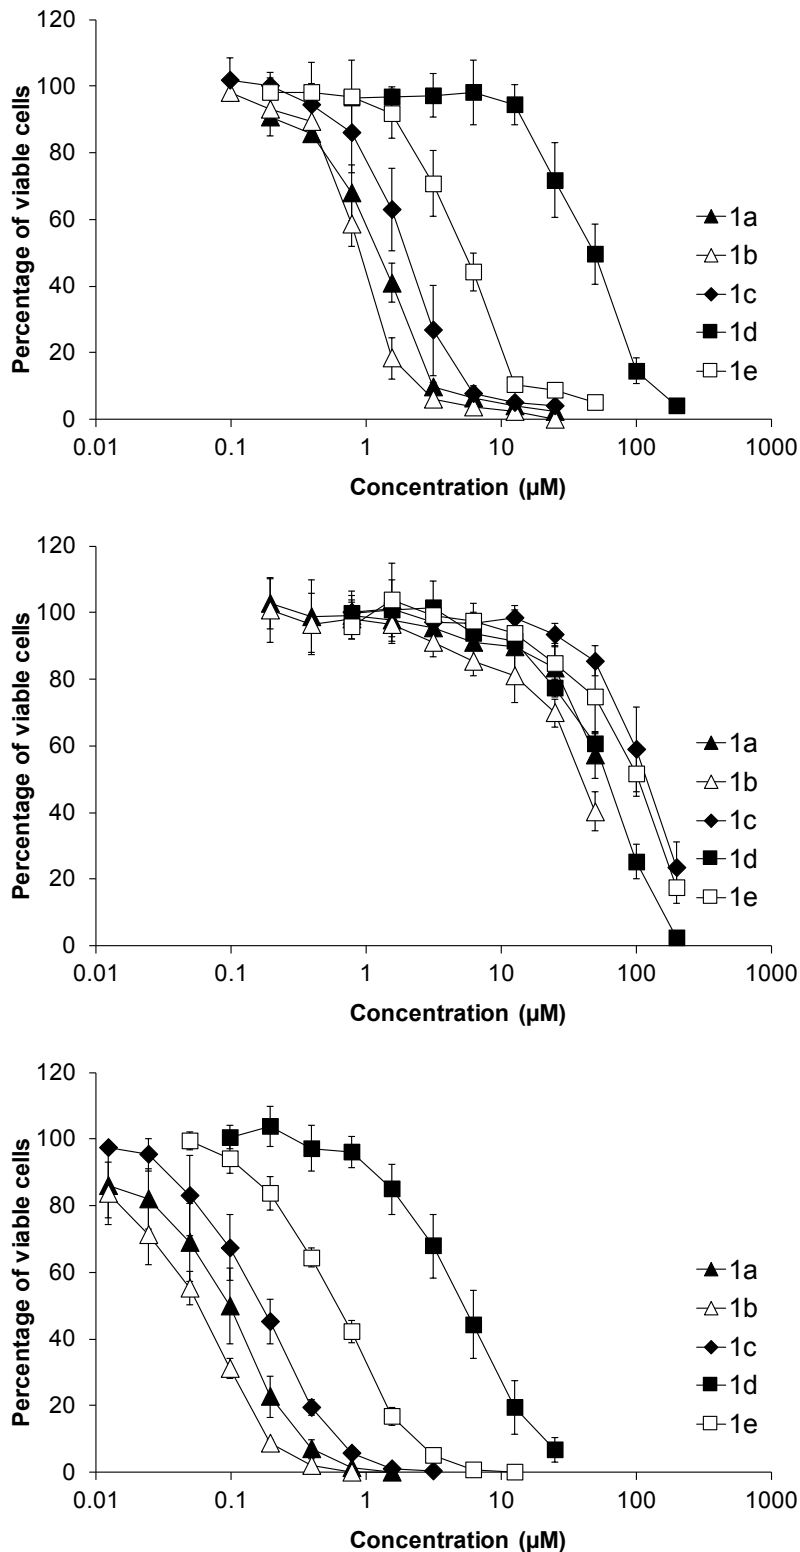 120
100
80
60
40
20
0
Percentage of viable cells
0.01 0.1 1 10 100 1000
Concentration (µM)
1a
1b
1c
1d
1e
120
100
80
60
40
20
0
Percentage of viable cells
0.01 0.1 1 10 100 1000
Concentration (µM)
1a
1b
1c
1d
1e
120
100
80
60
40
20
0
Percentage of viable cells
0.01 0.1 1 10 100 1000
Concentration (µM)
1a
1b
1c
1d
1e